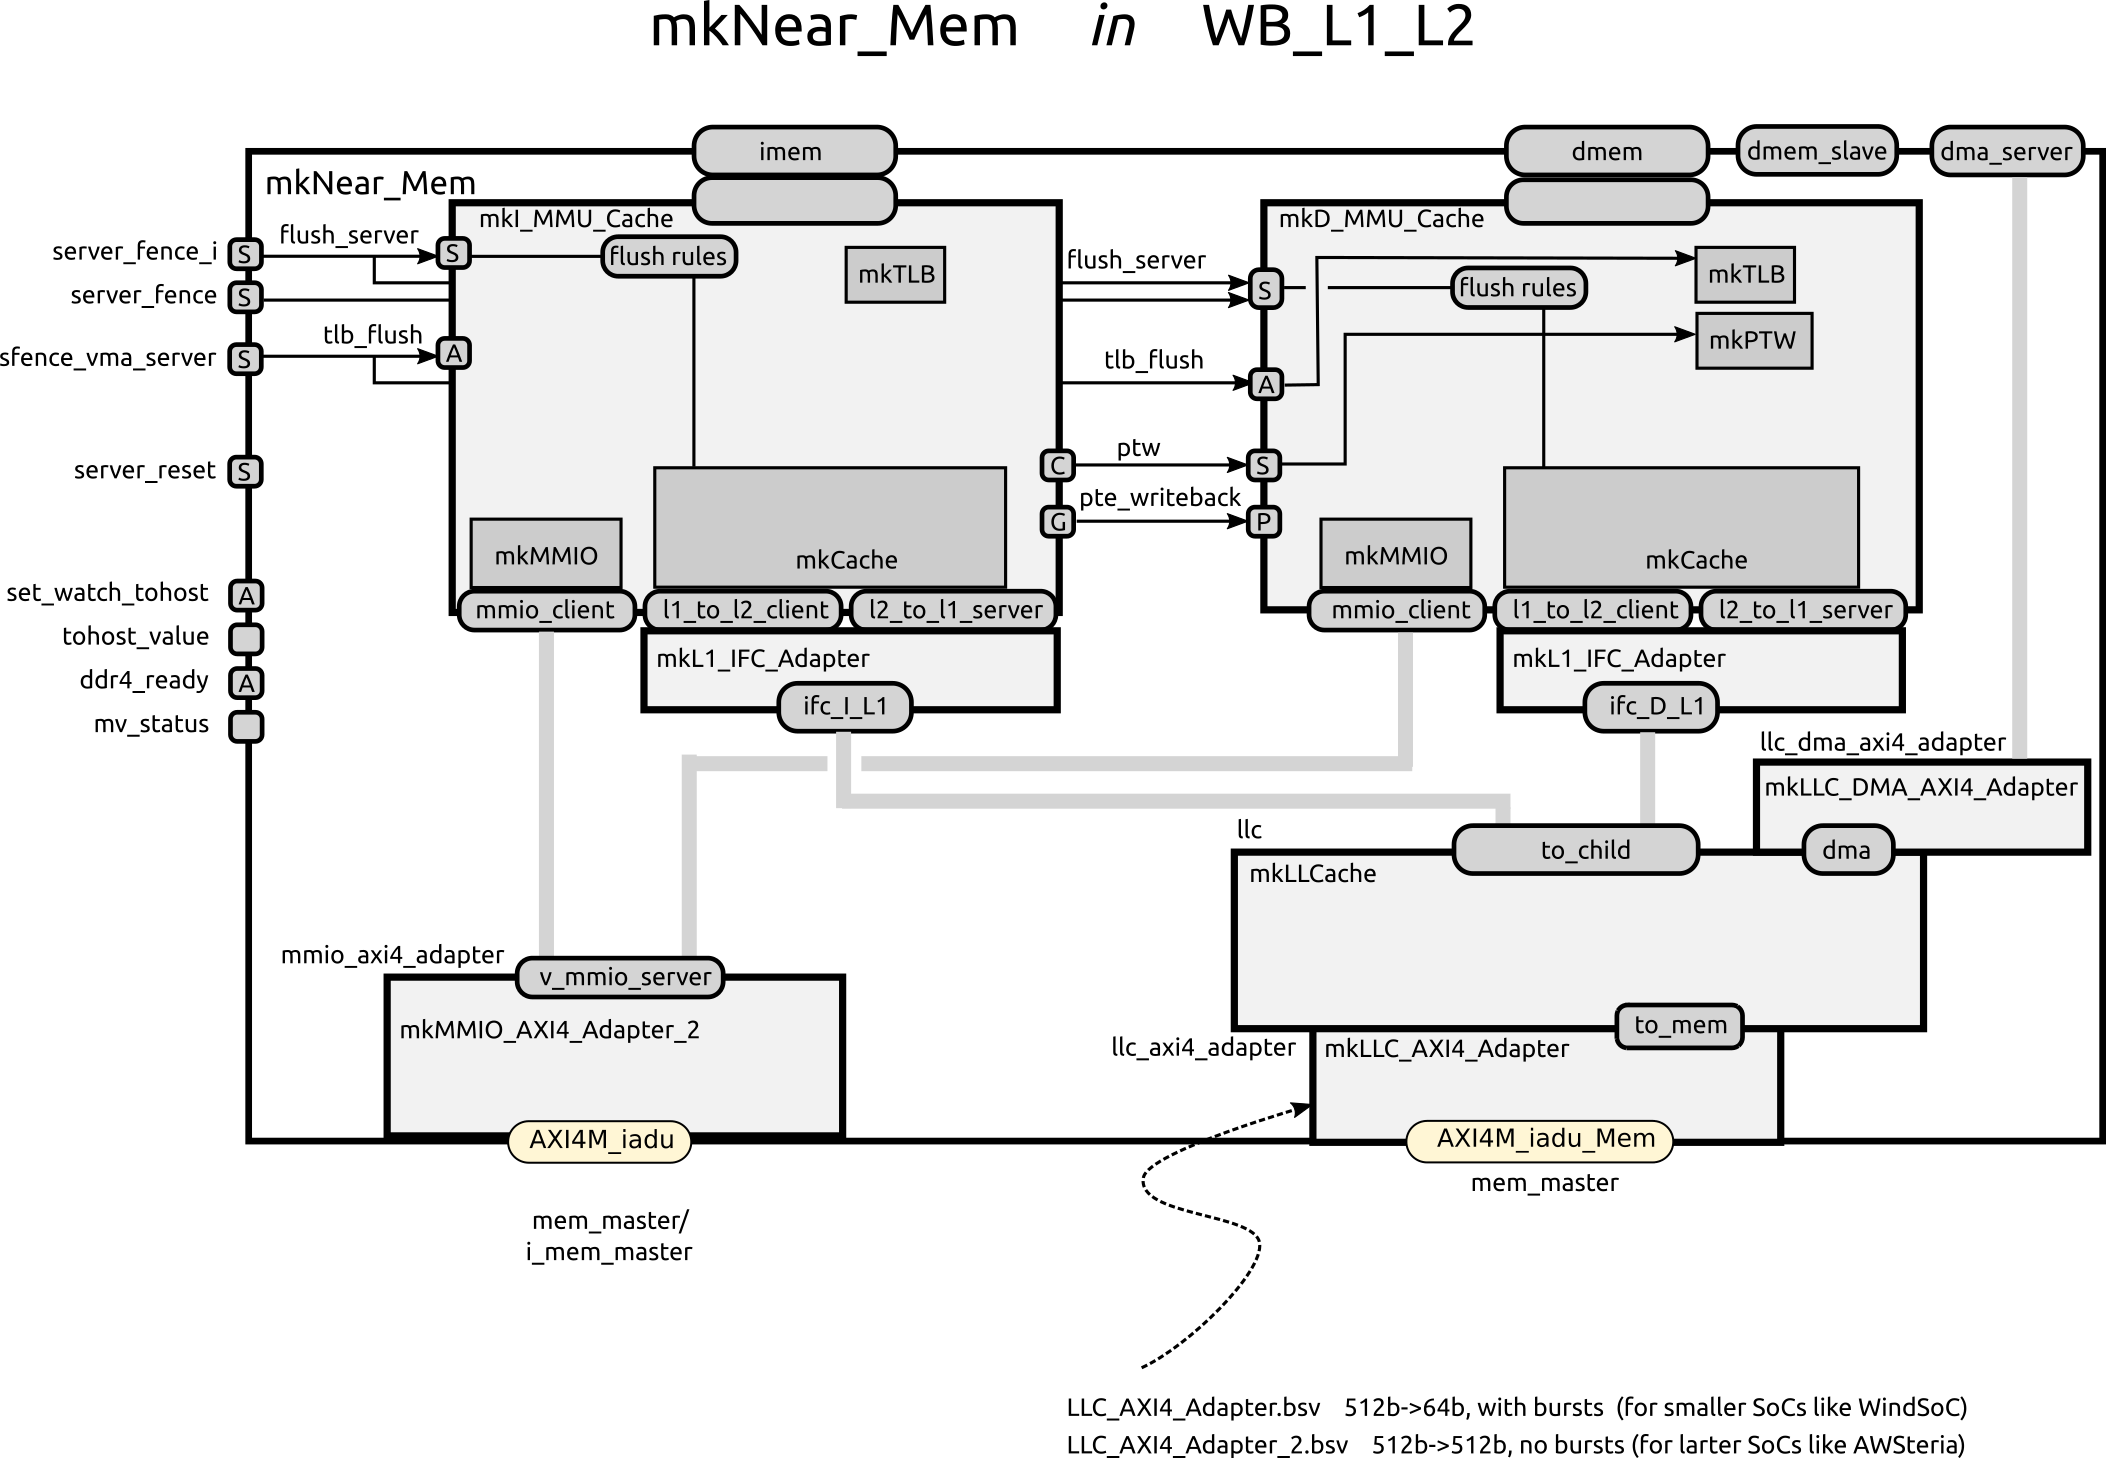 mkNear_Mem in WB_L1_L2
imem
dmem
dmem_slave
dma_server
mkNear_Mem
mkI_MMU_Cache
mkD_MMU_Cache
server_fence_i
S
flush_server
S
flush rules
mkTLB
flush_server
S
flush rules
mkTLB
server_fence
S
sfence_vma_server
S
tlb_flush
A
tlb_flush
A
mkPTW
server_reset
S
C
ptw
S
G
pte_writeback
P
mkMMIO
mkCache
mkMMIO
mkCache
set_watch_tohost
A
mmio_client
l1_to_l2_client
l2_to_l1_server
mmio_client
l1_to_l2_client
l2_to_l1_server
tohost_value
mkL1_IFC_Adapter
mkL1_IFC_Adapter
ddr4_ready
A
ifc_I_L1
ifc_D_L1
mv_status
llc_dma_axi4_adapter
mkLLC_DMA_AXI4_Adapter
llc
to_child
dma
mkLLCache
mmio_axi4_adapter
v_mmio_server
mkMMIO_AXI4_Adapter_2
to_mem
llc_axi4_adapter
mkLLC_AXI4_Adapter
AXI4M_iadu
AXI4M_iadu_Mem
mem_master
mem_master/
i_mem_master
LLC_AXI4_Adapter.bsv 512b->64b, with bursts (for smaller SoCs like WindSoC)
LLC_AXI4_Adapter_2.bsv 512b->512b, no bursts (for larter SoCs like AWSteria)